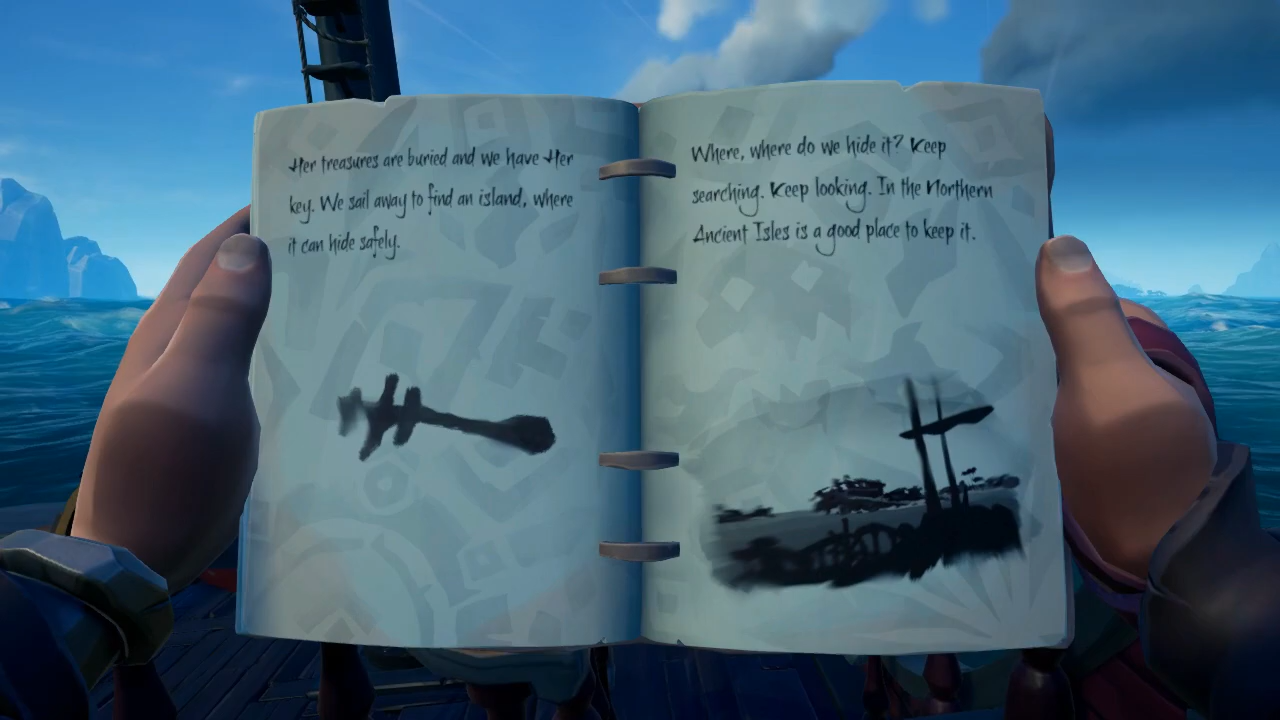 Her treasures are buried and we have Her
key. We sail away to find an island, where
it can hide safely.
Where, where do we hide it? Keep
searching. Keep looking. In the Northern
Ancient Isles is a good place to keep it.